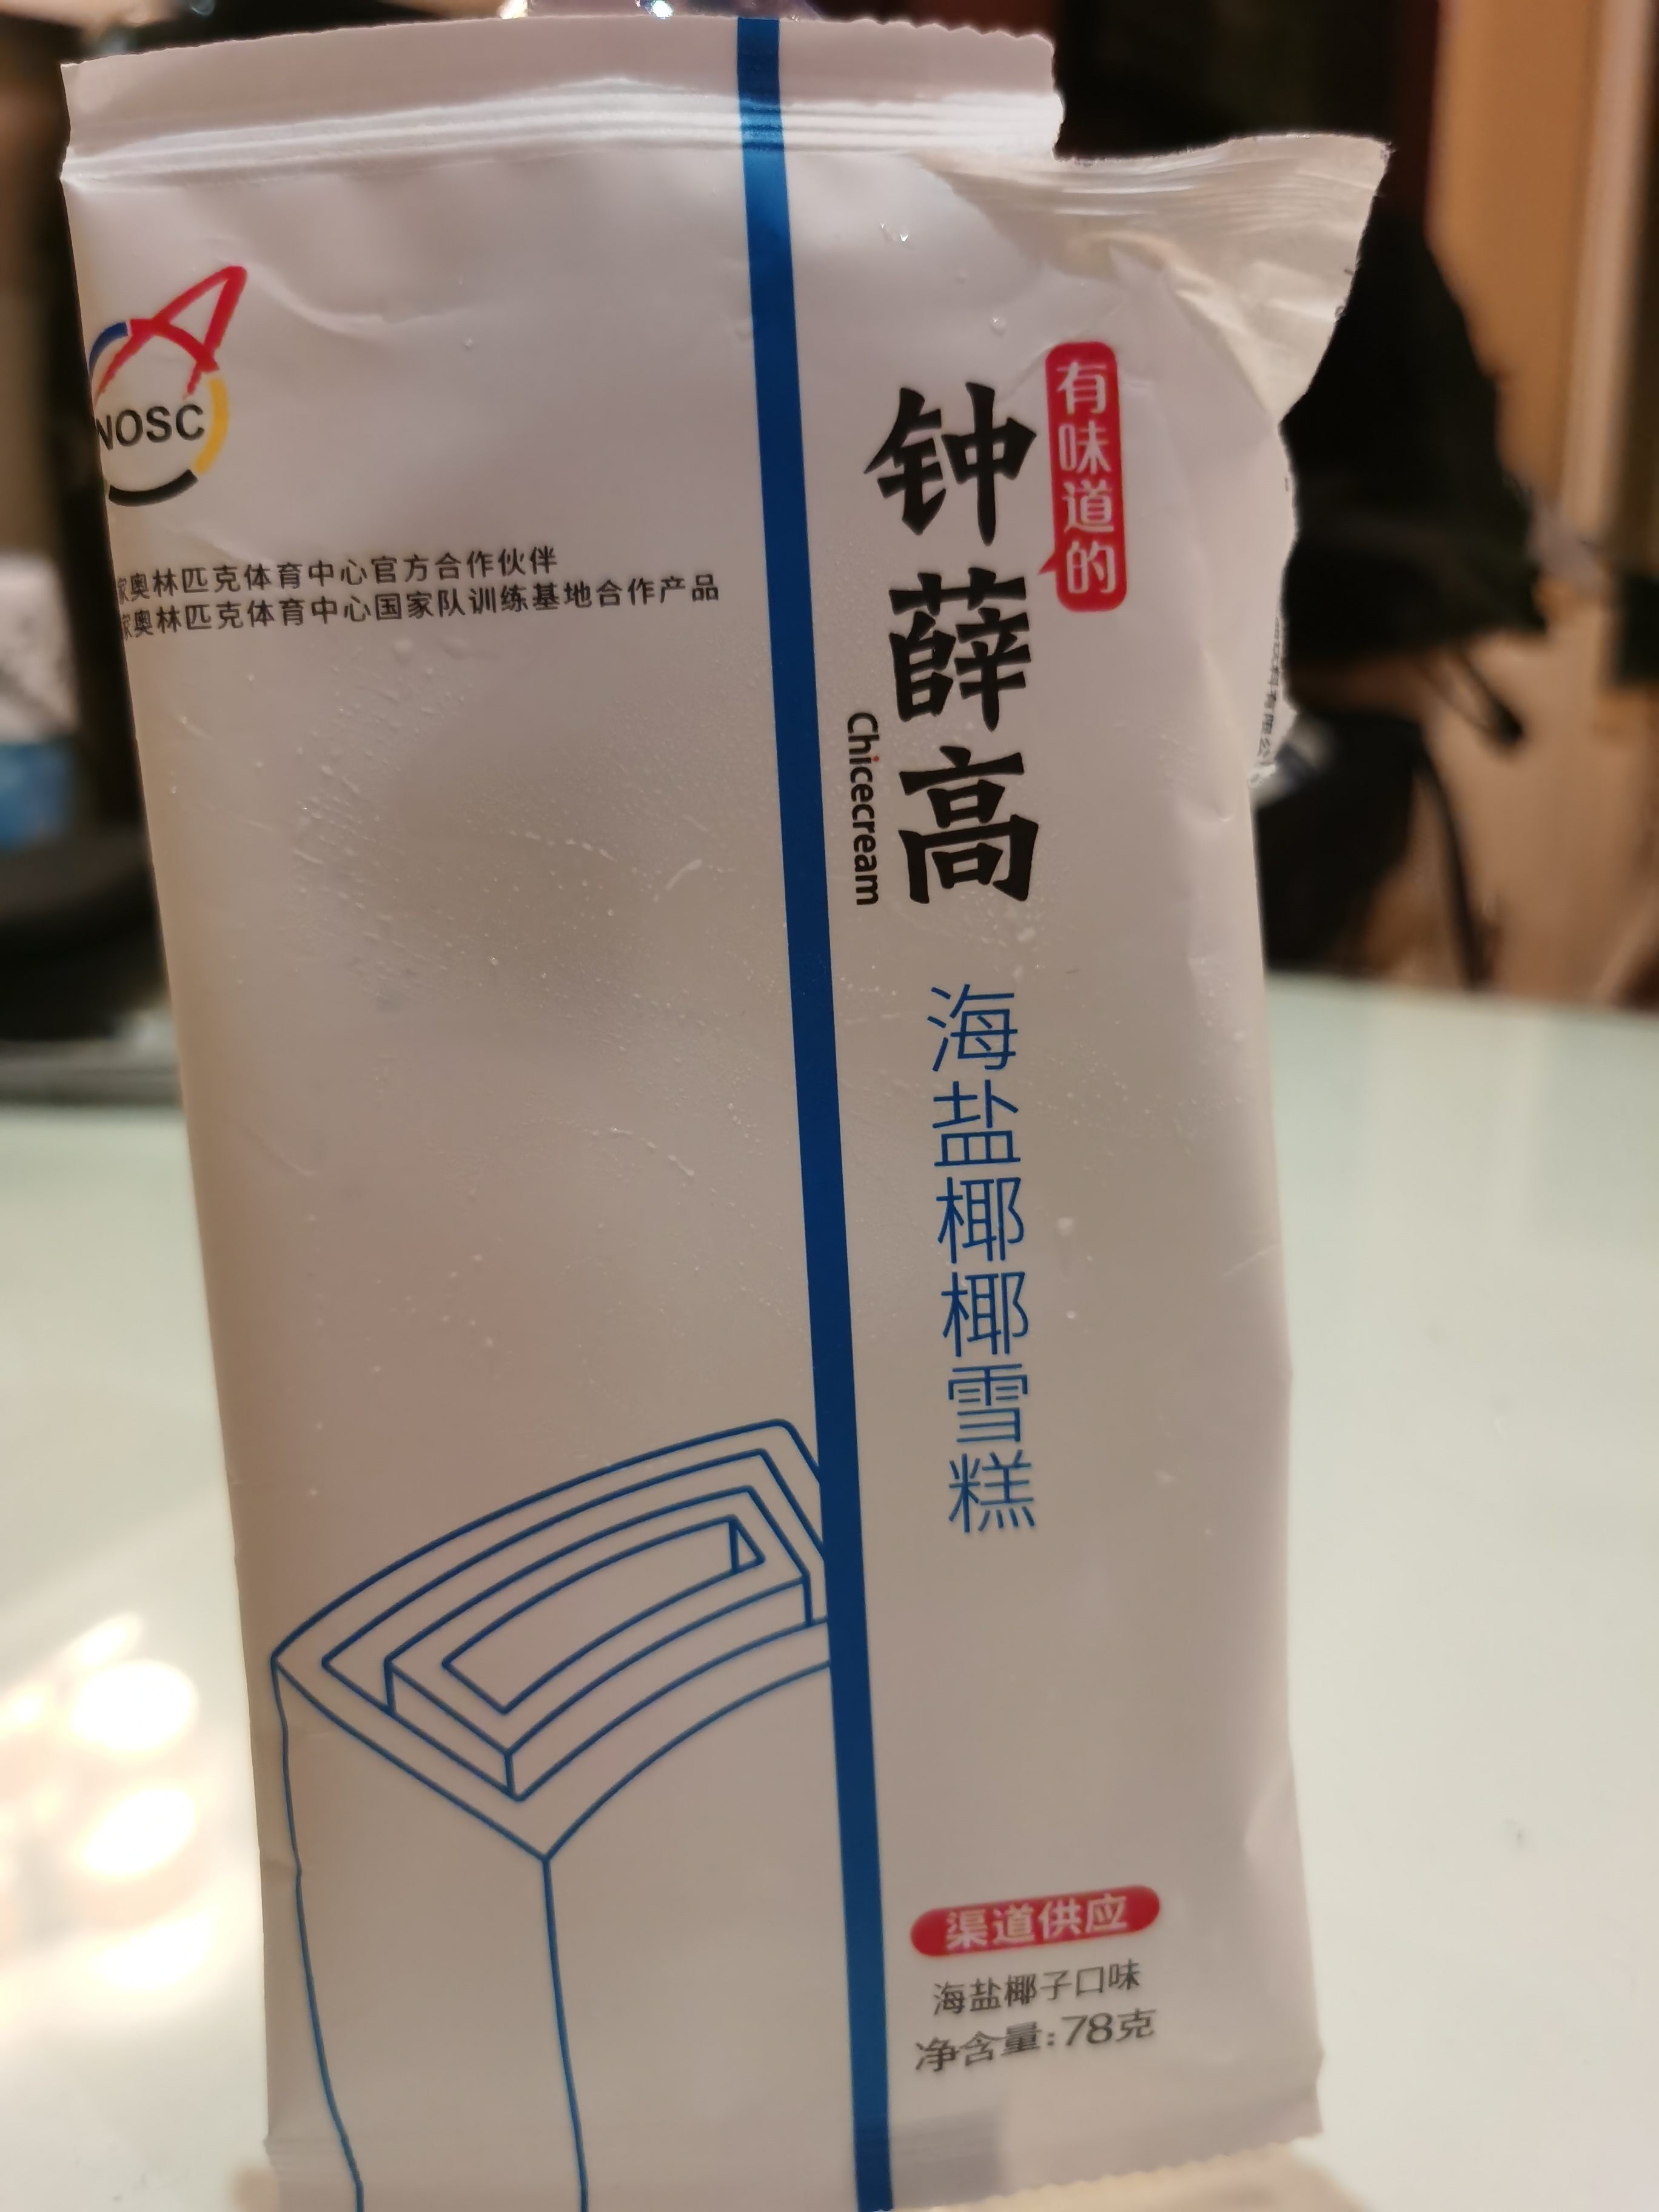 NOSC
家奥林匹克体育中心官方合作伙伴
家奥林匹克体育中心国家队训练基地合作产品
有味道的
钟薛高
Chicecream
海盐椰椰雪糕
渠道供应
海盐椰子口味
净含量:78克